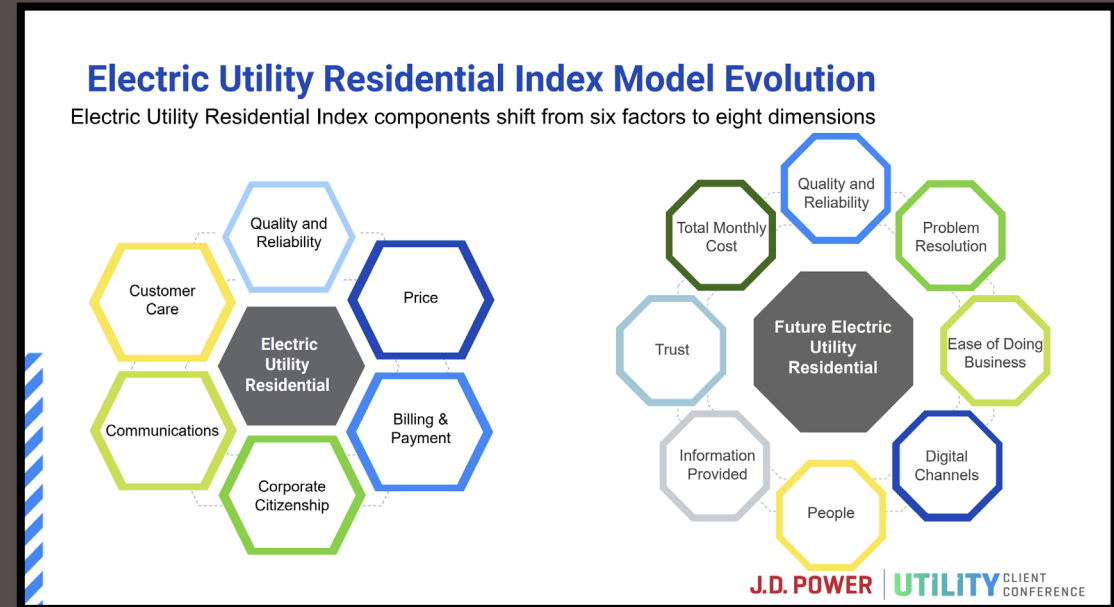 Electric Utility Residential Index Model Evolution
Electric Utility Residential Index components shift from six factors to eight dimensions
Quality and
Reliability
Price
Billing &
Payment
Corporate
Citizenship
Communications
Customer
Care
Electric
Utility
Residential
Quality and
Reliability
Problem
Resolution
Ease of Doing
Business
Digital
Channels
People
Information
Provided
Trust
Total Monthly
Cost
Future Electric
Utility
Residential
J.D. POWER
UTiLiTY
CLIENT
CONFERENCE